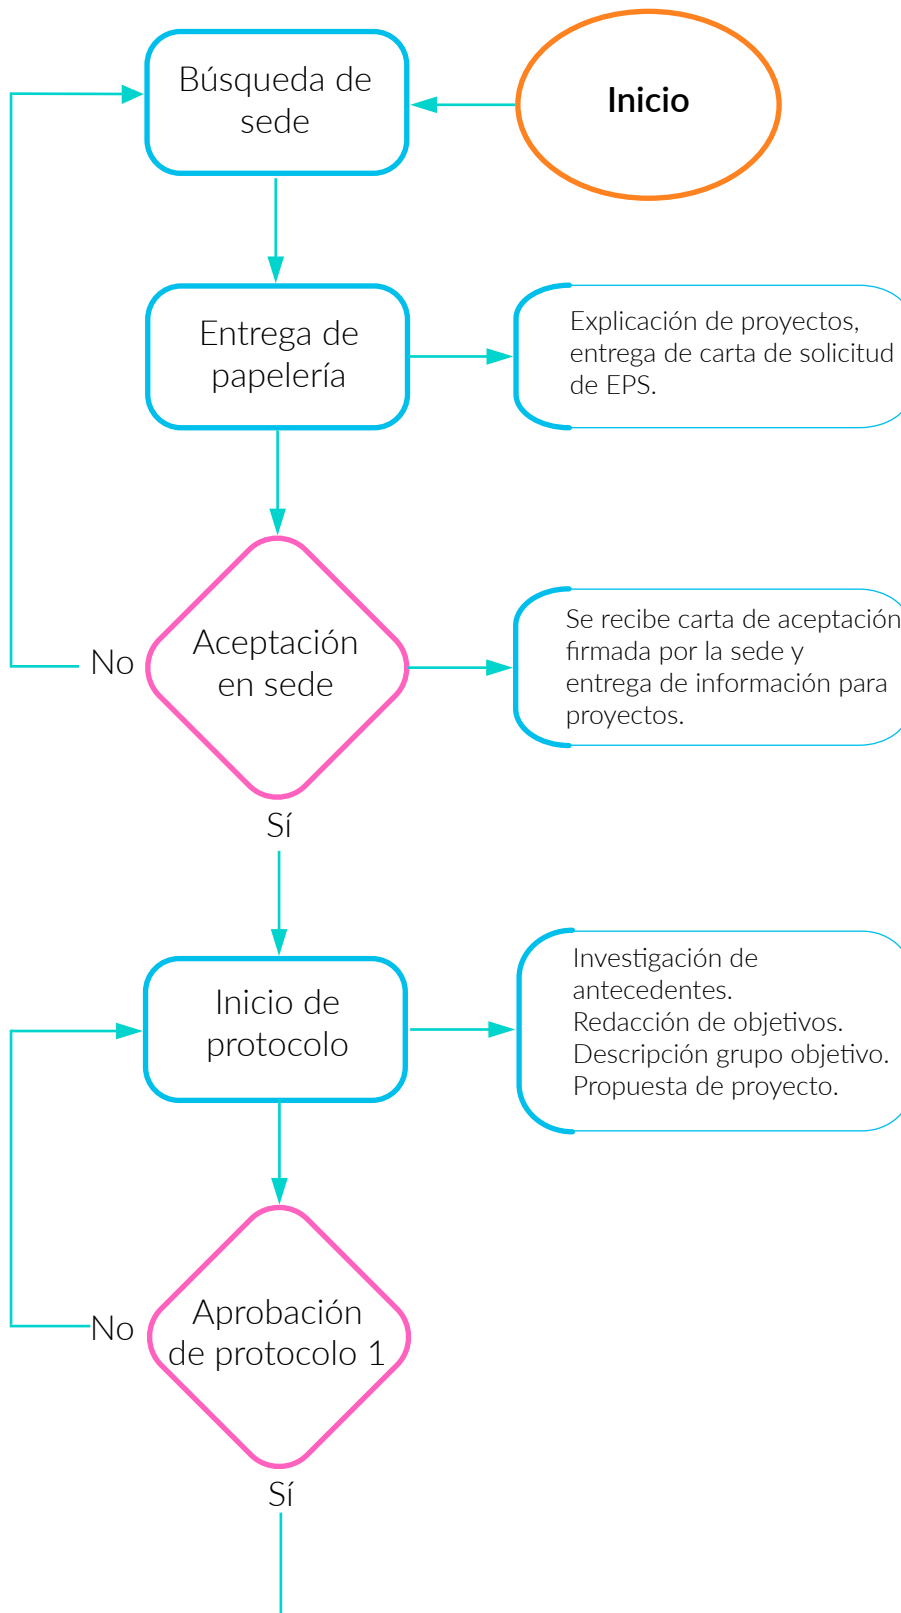 Búsqueda de
sede
Inicio
Entrega de
papelería
Explicación de proyectos,
entrega de carta de solicitud
de EPS.
Aceptación
en sede
No
Se recibe carta de aceptación
firmada por la sede y
entrega de información para
proyectos.
Sí
Inicio de
protocolo
Investigación de
antecedentes.
Redacción de objetivos.
Descripción grupo objetivo.
Propuesta de proyecto.
Aprobación
de protocolo 1
No
Sí